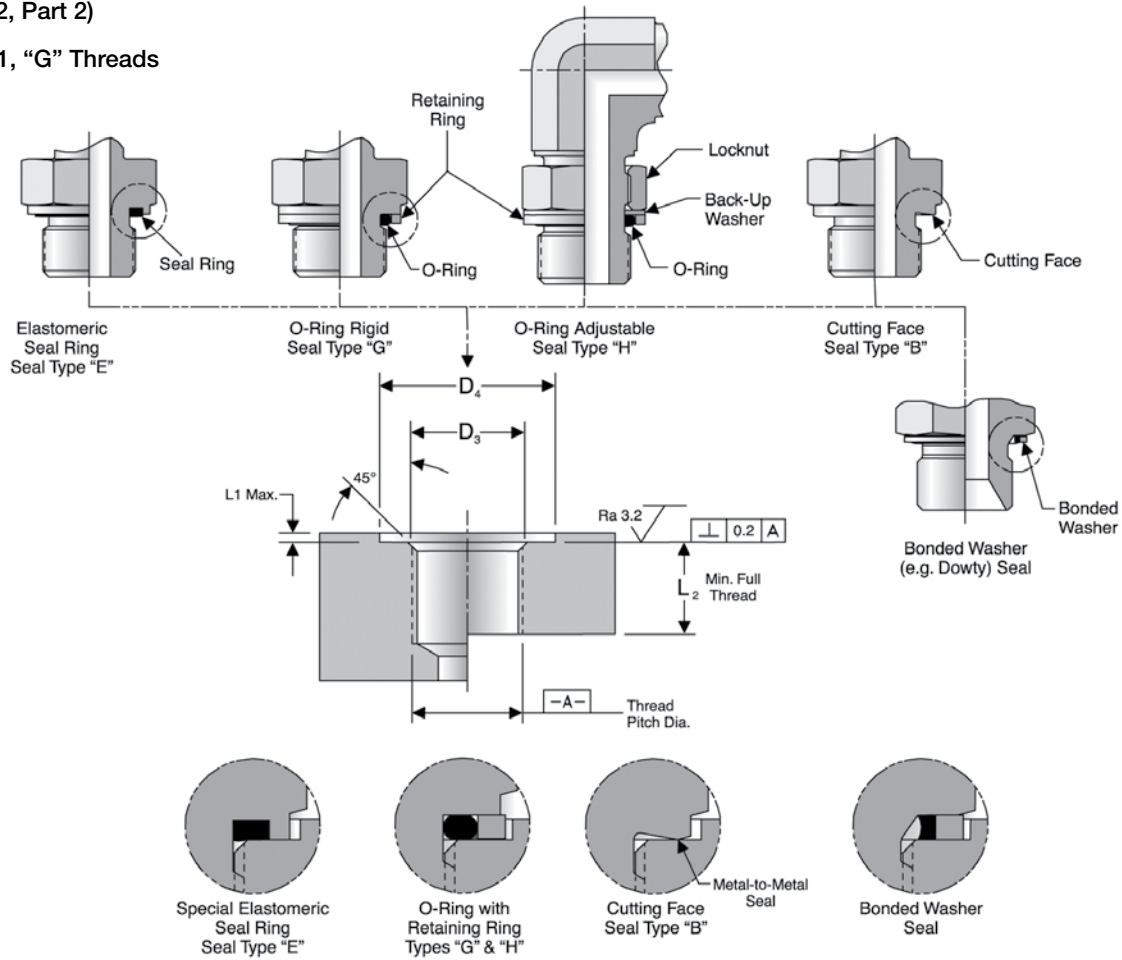 2, Part 2)
1, “G” Threads
Retaining
Ring
Locknut
Back-Up
Washer
Seal Ring
O-Ring
O-Ring
Cutting Face
Elastomeric
Seal Ring
Seal Type “E”
O-Ring Rigid
Seal Type “G”
O-Ring Adjustable
Seal Type “H”
Cutting Face
Seal Type “B”
D4
D3
45°
L1 Max.
Ra 3.2
⊥ 0.2 A
L2
Min. Full
Thread
Bonded
Washer
Bonded Washer
(e.g. Dowty) Seal
-A-
Thread
Pitch Dia.
Metal-to-Metal
Seal
Special Elastomeric
Seal Ring
Seal Type “E”
O-Ring with
Retaining Ring
Types “G” & “H”
Cutting Face
Seal Type “B”
Bonded Washer
Seal